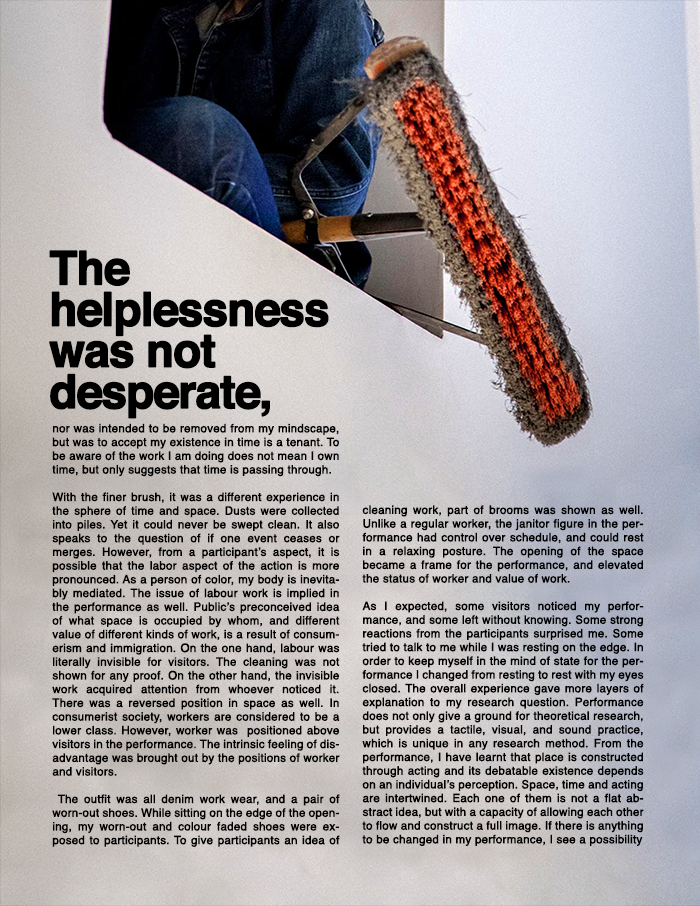 The
helplessness
was not
desperate,
nor was intended to be removed from my mindscape,
but was to accept my existence in time is a tenant. To
be aware of the work I am doing does not mean I own
time, but only suggests that time is passing through.
With the finer brush, it was a different experience in
the sphere of time and space. Dusts were collected
into piles. Yet it could never be swept clean. It also
speaks to the question of if one event ceases or
merges. However, from a participant's aspect, it is
possible that the labor aspect of the action is more
pronounced. As a person of color, my body is inevita-
bly mediated. The issue of labour work is implied in
the performance as well. Public's preconceived idea
of what space is occupied by whom, and different
value of different kinds of work, is a result of consum-
erism and immigration. On the one hand, labour was
literally invisible for visitors. The cleaning was not
shown for any proof. On the other hand, the invisible
work acquired attention from whoever noticed it.
There was a reversed position in space as well. In
consumerist society, workers are considered to be a
lower class. However, worker was positioned above
visitors in the performance. The intrinsic feeling of dis-
advantage was brought out by the positions of worker
and visitors.
The outfit was all denim work wear, and a pair of
worn-out shoes. While sitting on the edge of the open-
ing, my worn-out and colour faded shoes were ex-
posed to participants. To give participants an idea of
cleaning work, part of brooms was shown as well.
Unlike a regular worker, the janitor figure in the per-
formance had control over schedule, and could rest
in a relaxing posture. The opening of the space
became a frame for the performance, and elevated
the status of worker and value of work.
As I expected, some visitors noticed my perfor-
mance, and some left without knowing. Some strong
reactions from the participants surprised me. Some
tried to talk to me while I was resting on the edge. In
order to keep myself in the mind of state for the per-
formance I changed from resting to rest with my eyes
closed. The overall experience gave more layers of
explanation to my research question. Performance
does not only give a ground for theoretical research,
but provides a tactile, visual, and sound practice,
which is unique in any research method. From the
performance, I have learnt that place is constructed
through acting and its debatable existence depends
on an individual's perception. Space, time and acting
are intertwined. Each one of them is not a flat ab-
stract idea, but with a capacity of allowing each other
to flow and construct a full image. If there is anything
to be changed in my performance, I see a possibility